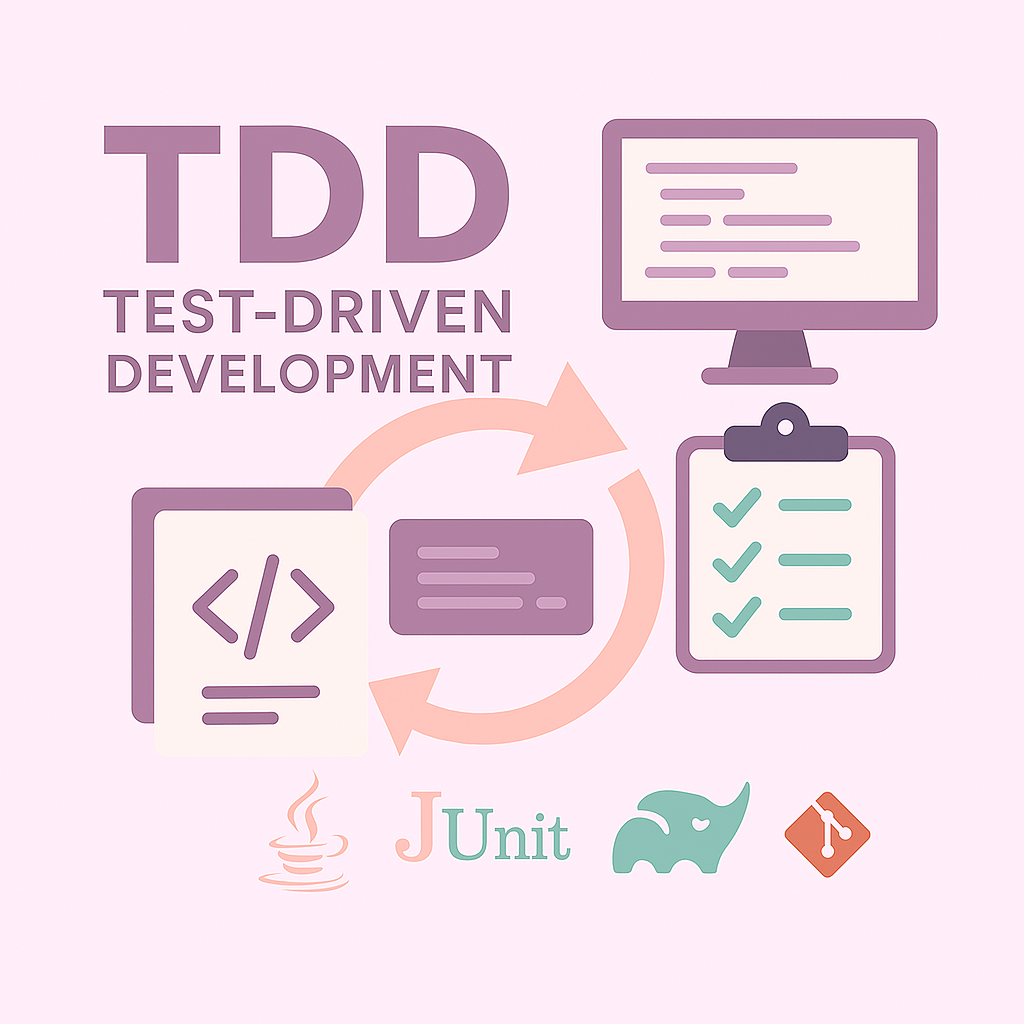 TDD
TEST-DRIVEN
DEVELOPMENT
</>
JUnit